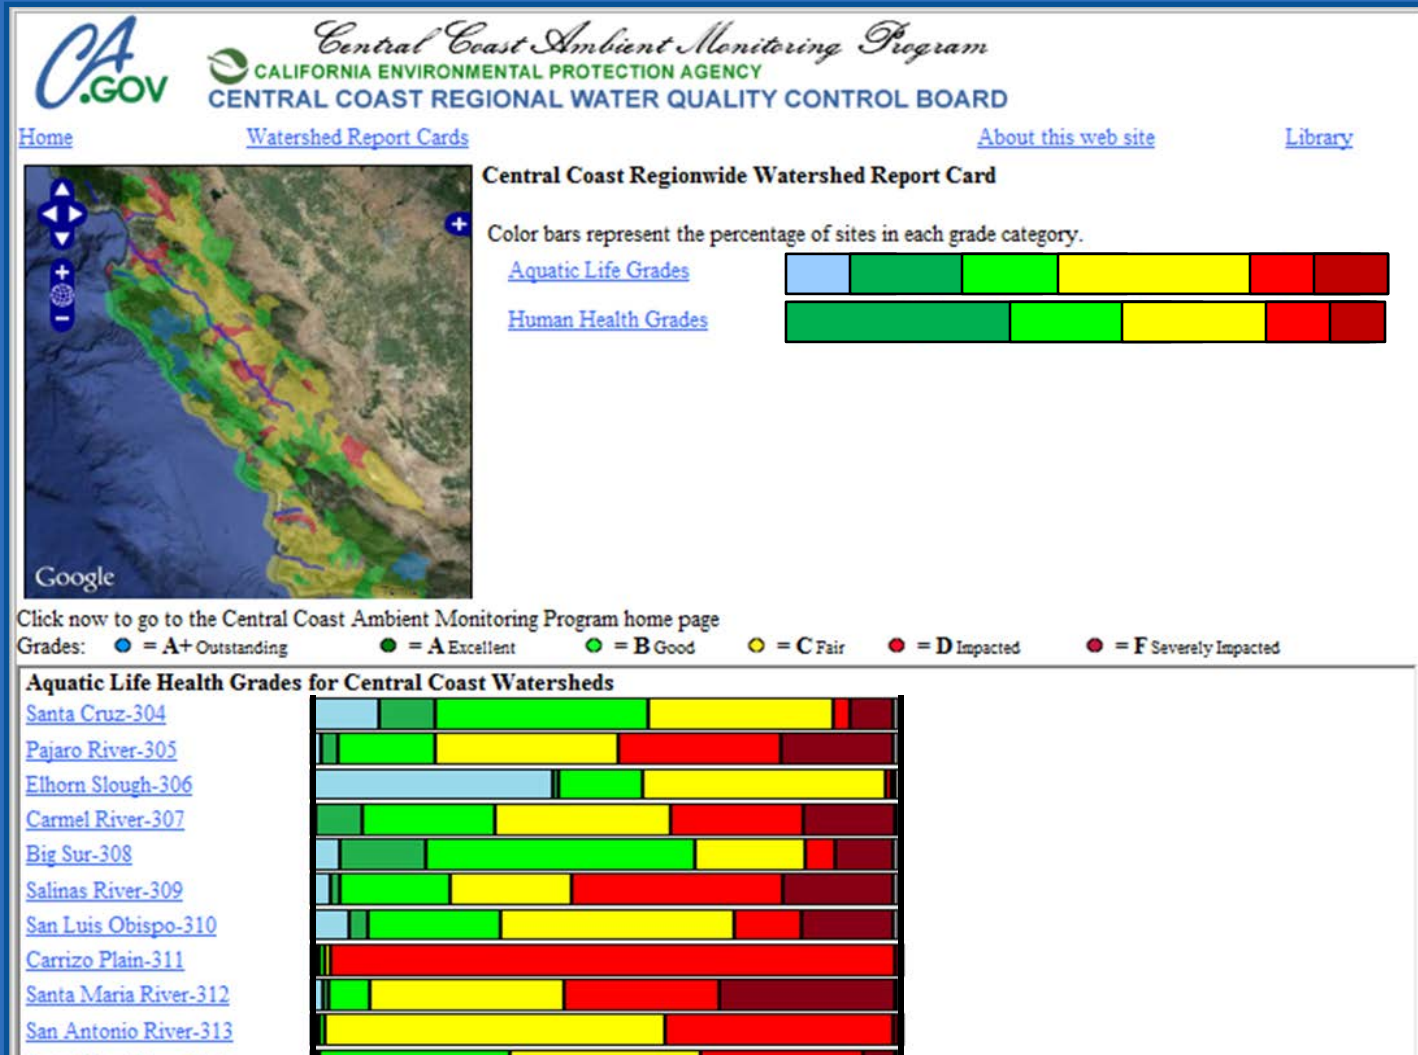 Central Coast Ambient Monitoring Program
CALIFORNIA ENVIRONMENTAL PROTECTION AGENCY
CENTRAL COAST REGIONAL WATER QUALITY CONTROL BOARD
CA.GOV
Home Watershed Report Cards About this web site Library
Central Coast Regionwide Watershed Report Card
Color bars represent the percentage of sites in each grade category.
Aquatic Life Grades
Human Health Grades
Google
Click now to go to the Central Coast Ambient Monitoring Program home page
Grades: = A+ Outstanding = A Excellent = B Good = C Fair = D Impacted = F Severely Impacted
Aquatic Life Health Grades for Central Coast Watersheds
Santa Cruz-304
Pajaro River-305
Elhorn Slough-306
Carmel River-307
Big Sur-308
Salinas River-309
San Luis Obispo-310
Carrizo Plain-311
Santa Maria River-312
San Antonio River-313